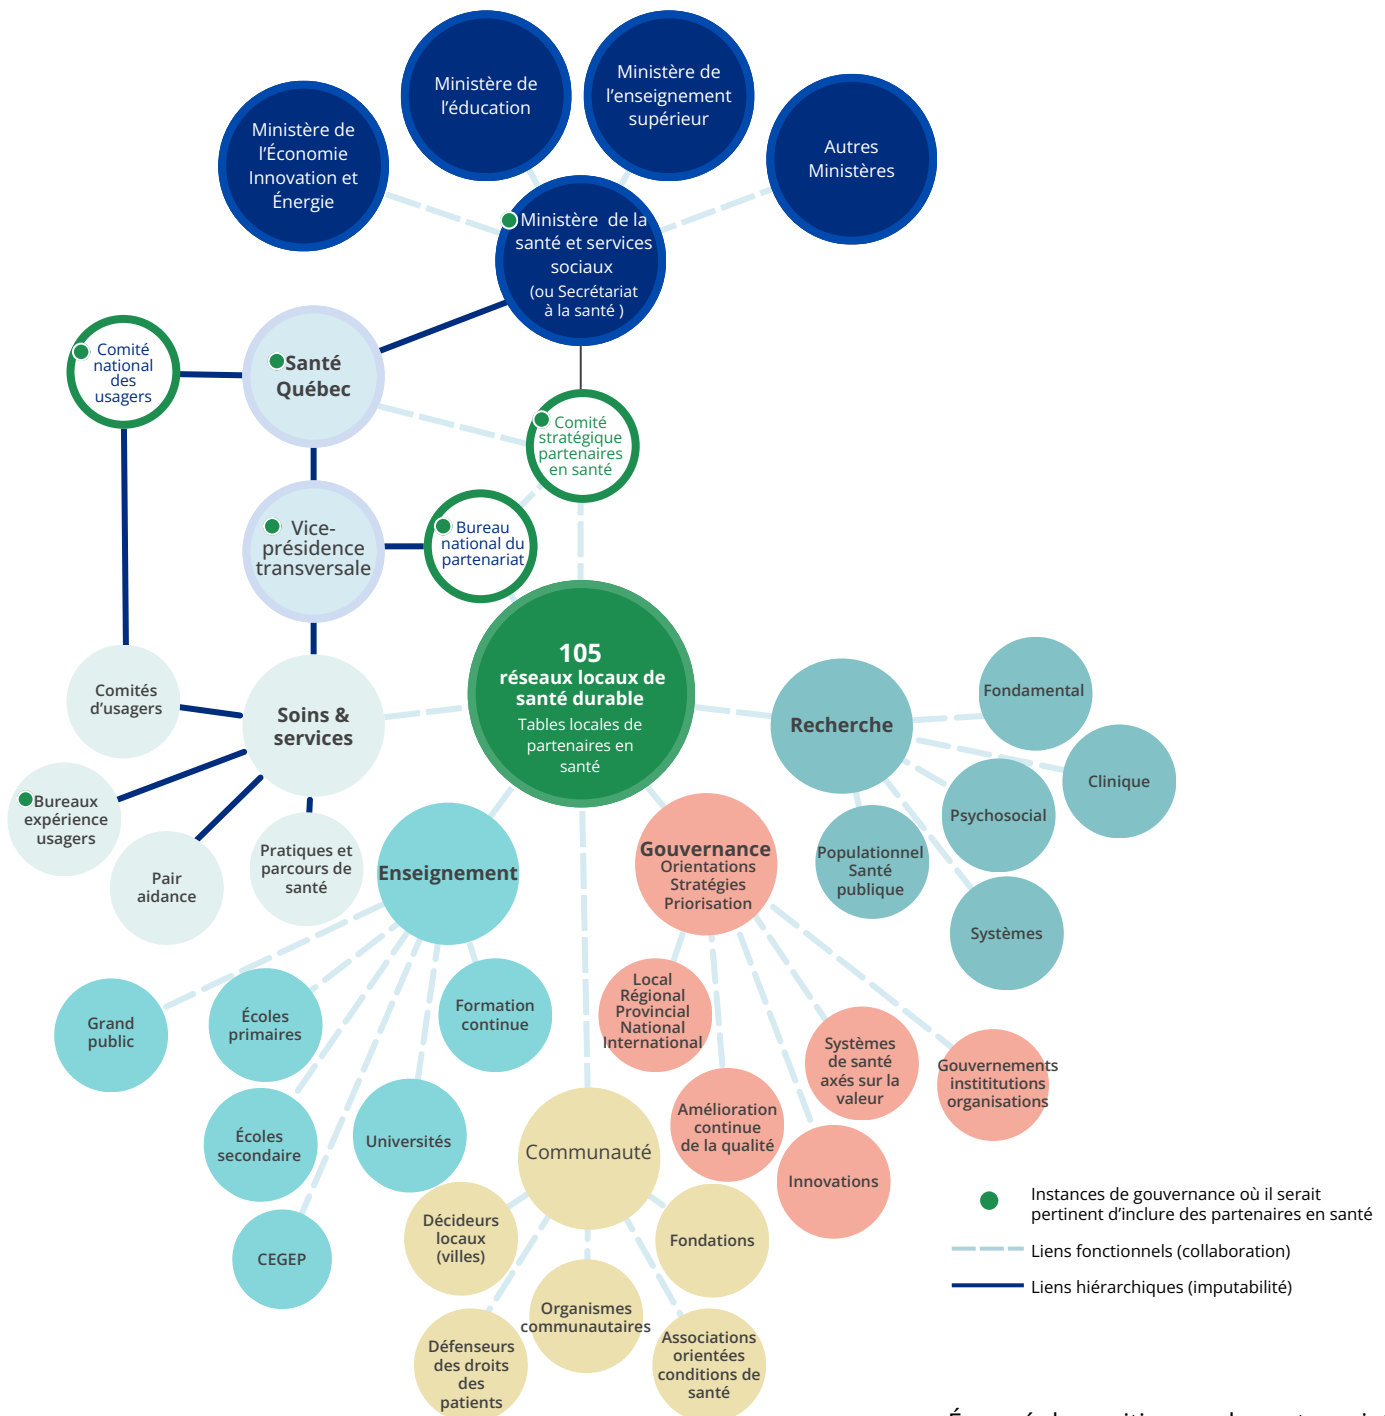 Ministère de
l'éducation
Ministère de
l'enseignement
supérieur
Ministère de
l'Économie
Innovation et
Énergie
Autres
Ministères
Ministère de la
santé et services
sociaux
(ou Secrétariat
à la santé )
Comité
national
des
usagers
Santé
Québec
Comité
stratégique
partenaires
en santé
Vice-
présidence
transversale
Bureau
national du
partenariat
105
réseaux locaux de
santé durable
Tables locales de
partenaires en
santé
Comités
d'usagers
Soins &
services
Bureaux
expérience
usagers
Pair
aidance
Pratiques et
parcours de
santé
Recherche
Fondamental
Clinique
Psychosocial
Populationnel
Santé
publique
Systèmes
Enseignement
Grand
public
Écoles
primaires
Écoles
secondaire
CEGEP
Universités
Formation
continue
Gouvernance
Orientations
Stratégies
Priorisation
Local
Régional
Provincial
National
International
Amélioration
continue
de la qualité
Innovations
Systèmes
de santé
axés sur la
valeur
Gouvernements
instititutions
organisations
Communauté
Décideurs
locaux
(villes)
Défenseurs
des droits
des
patients
Organismes
communautaires
Associations
orientées
conditions de
santé
Fondations
Instances de gouvernance où il serait
pertinent d'inclure des partenaires en santé
Liens fonctionnels (collaboration)
Liens hiérarchiques (imputabilité)